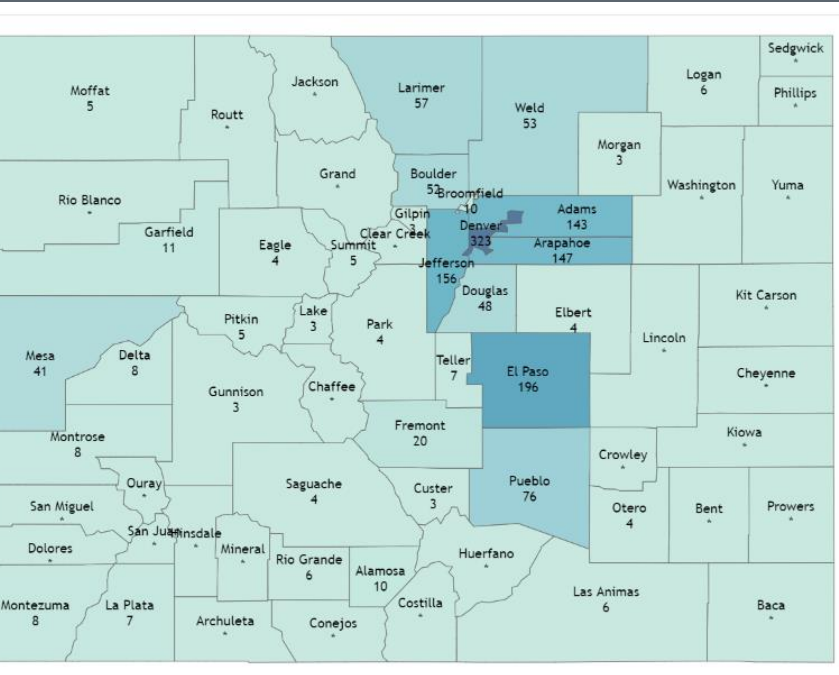 Sedgwick
*
Moffat
5
Jackson
*
Larimer
57
Logan
6
Phillips
*
Routt
*
Weld
53
Morgan
3
Grand
*
Boulder
52
Washington
*
Yuma
*
Rio Blanco
*
Broomfield
10
Gilpin
3
Adams
143
Garfield
11
Eagle
4
Summit
5
Clear Creek
*
Denver
323
Arapahoe
147
Jefferson
156
Douglas
48
Kit Carson
*
Pitkin
5
Lake
3
Park
4
Elbert
4
Lincoln
*
Mesa
41
Delta
8
Teller
7
El Paso
196
Cheyenne
*
Gunnison
3
Chaffee
*
Fremont
20
Kiowa
*
Montrose
8
Crowley
*
Ouray
*
Saguache
4
Custer
3
Pueblo
76
San Miguel
*
Otero
4
Bent
*
Prowers
*
San Juan
*
Hinsdale
*
Dolores
*
Mineral
*
Rio Grande
6
Alamosa
10
Huerfano
*
Montezuma
8
La Plata
7
Archuleta
*
Conejos
*
Costilla
*
Las Animas
6
Baca
*